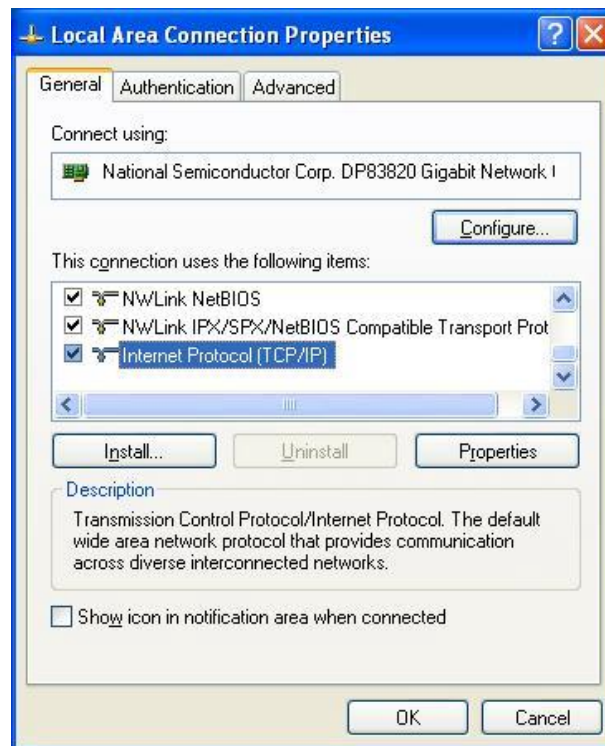 Local Area Connection Properties
General Authentication Advanced
Connect using:
National Semiconductor Corp. DP83820 Gigabit Network
Configure...
This connection uses the following items:
NWLink NetBIOS
NWLink IPX/SPX/NetBIOS Compatible Transport Prot
Internet Protocol (TCP/IP)
Install... Uninstall Properties
Description
Transmission Control Protocol/Internet Protocol. The default
wide area network protocol that provides communication
across diverse interconnected networks.
Show icon in notification area when connected
OK Cancel